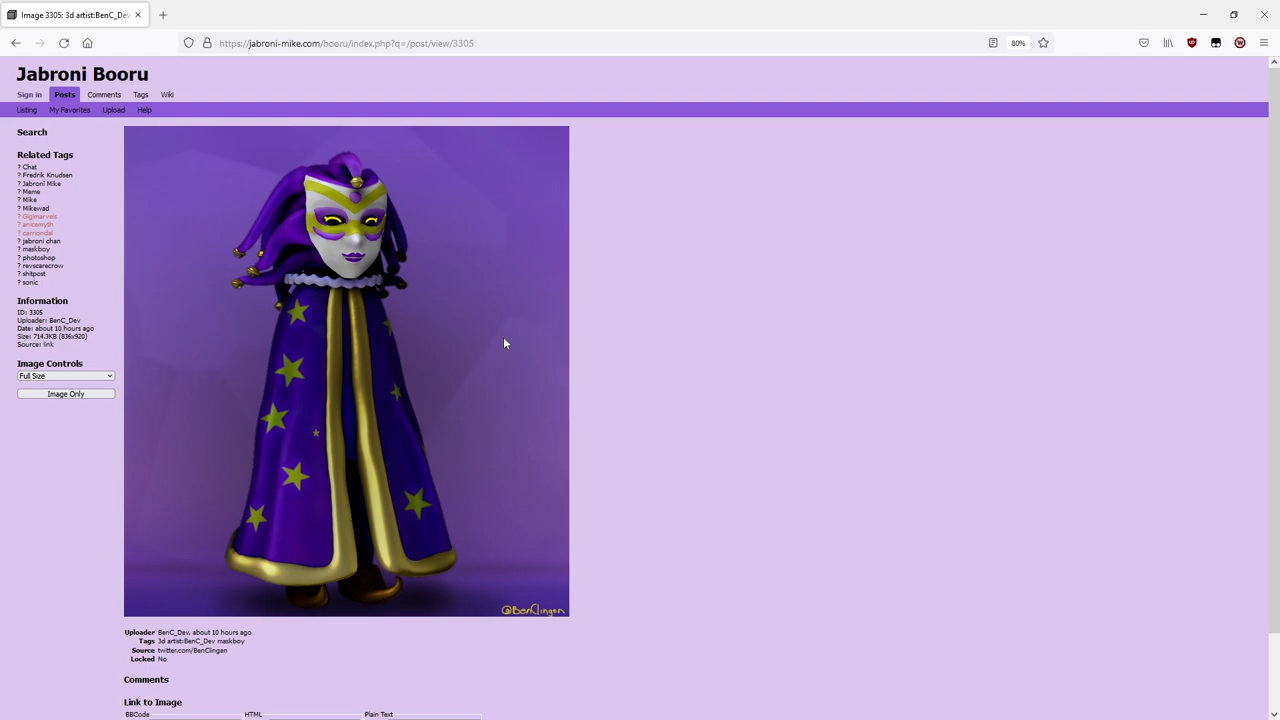 Image 3305: 3d artist:BenC_Dev
https://jabroni-mike.com/booru/index.php?q=/post/view/3305
80%
Jabroni Booru
Sign in Posts Comments Tags Wiki
Listing My Favorites Upload Help
Search
Related Tags
? Chat
? Fredrik Knudsen
? Jabroni Mike
? Meme
? Mike
? Mikewad
? Gigimarvels
? anicemyth
? carriondal
? jabroni chan
? maskboy
? photoshop
? revscarecrow
? shitpost
? sonic
Information
ID: 3305
Uploader: BenC_Dev
Date: about 10 hours ago
Size: 714.3KB (836x920)
Source: link
Image Controls
Full Size
Image Only
@BenClingen
Uploader BenC_Dev, about 10 hours ago
Tags 3d artist:BenC_Dev maskboy
Source twitter.com/BenClingen
Locked No
Comments
Link to Image
BBCode HTML Plain Text